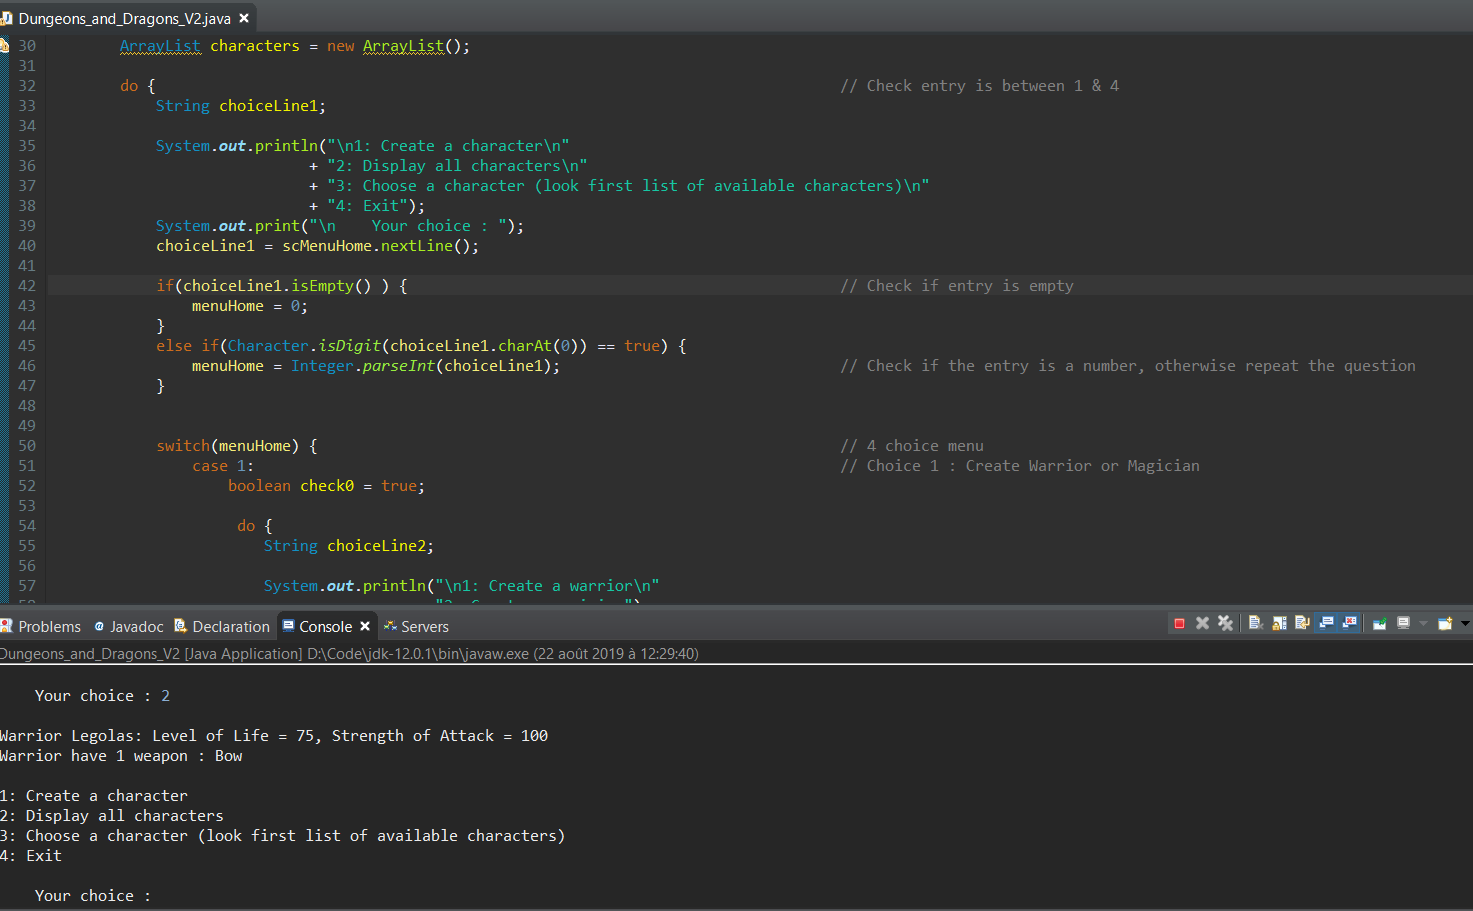 Dungeons_and_Dragons_V2.java
30 ArrayList characters = new ArrayList();
31
32 do { // Check entry is between 1 & 4
33 String choiceLine1;
34
35 System.out.println("\n1: Create a character\n"
36 + "2: Display all characters\n"
37 + "3: Choose a character (look first list of available characters)\n"
38 + "4: Exit");
39 System.out.print("\n    Your choice : ");
40 choiceLine1 = scMenuHome.nextLine();
41
42 if(choiceLine1.isEmpty() ) { // Check if entry is empty
43 menuHome = 0;
44 }
45 else if(Character.isDigit(choiceLine1.charAt(0)) == true) {
46 menuHome = Integer.parseInt(choiceLine1); // Check if the entry is a number, otherwise repeat the question
47 }
48
49
50 switch(menuHome) { // 4 choice menu
51 case 1: // Choice 1 : Create Warrior or Magician
52 boolean check0 = true;
53
54 do {
55 String choiceLine2;
56
57 System.out.println("\n1: Create a warrior\n"
Problems Javadoc Declaration Console Servers
Dungeons_and_Dragons_V2 [Java Application] D:\Code\jdk-12.0.1\bin\javaw.exe (22 août 2019 à 12:29:40)
Your choice : 2
Warrior Legolas: Level of Life = 75, Strength of Attack = 100
Warrior have 1 weapon : Bow
1: Create a character
2: Display all characters
3: Choose a character (look first list of available characters)
4: Exit
Your choice :